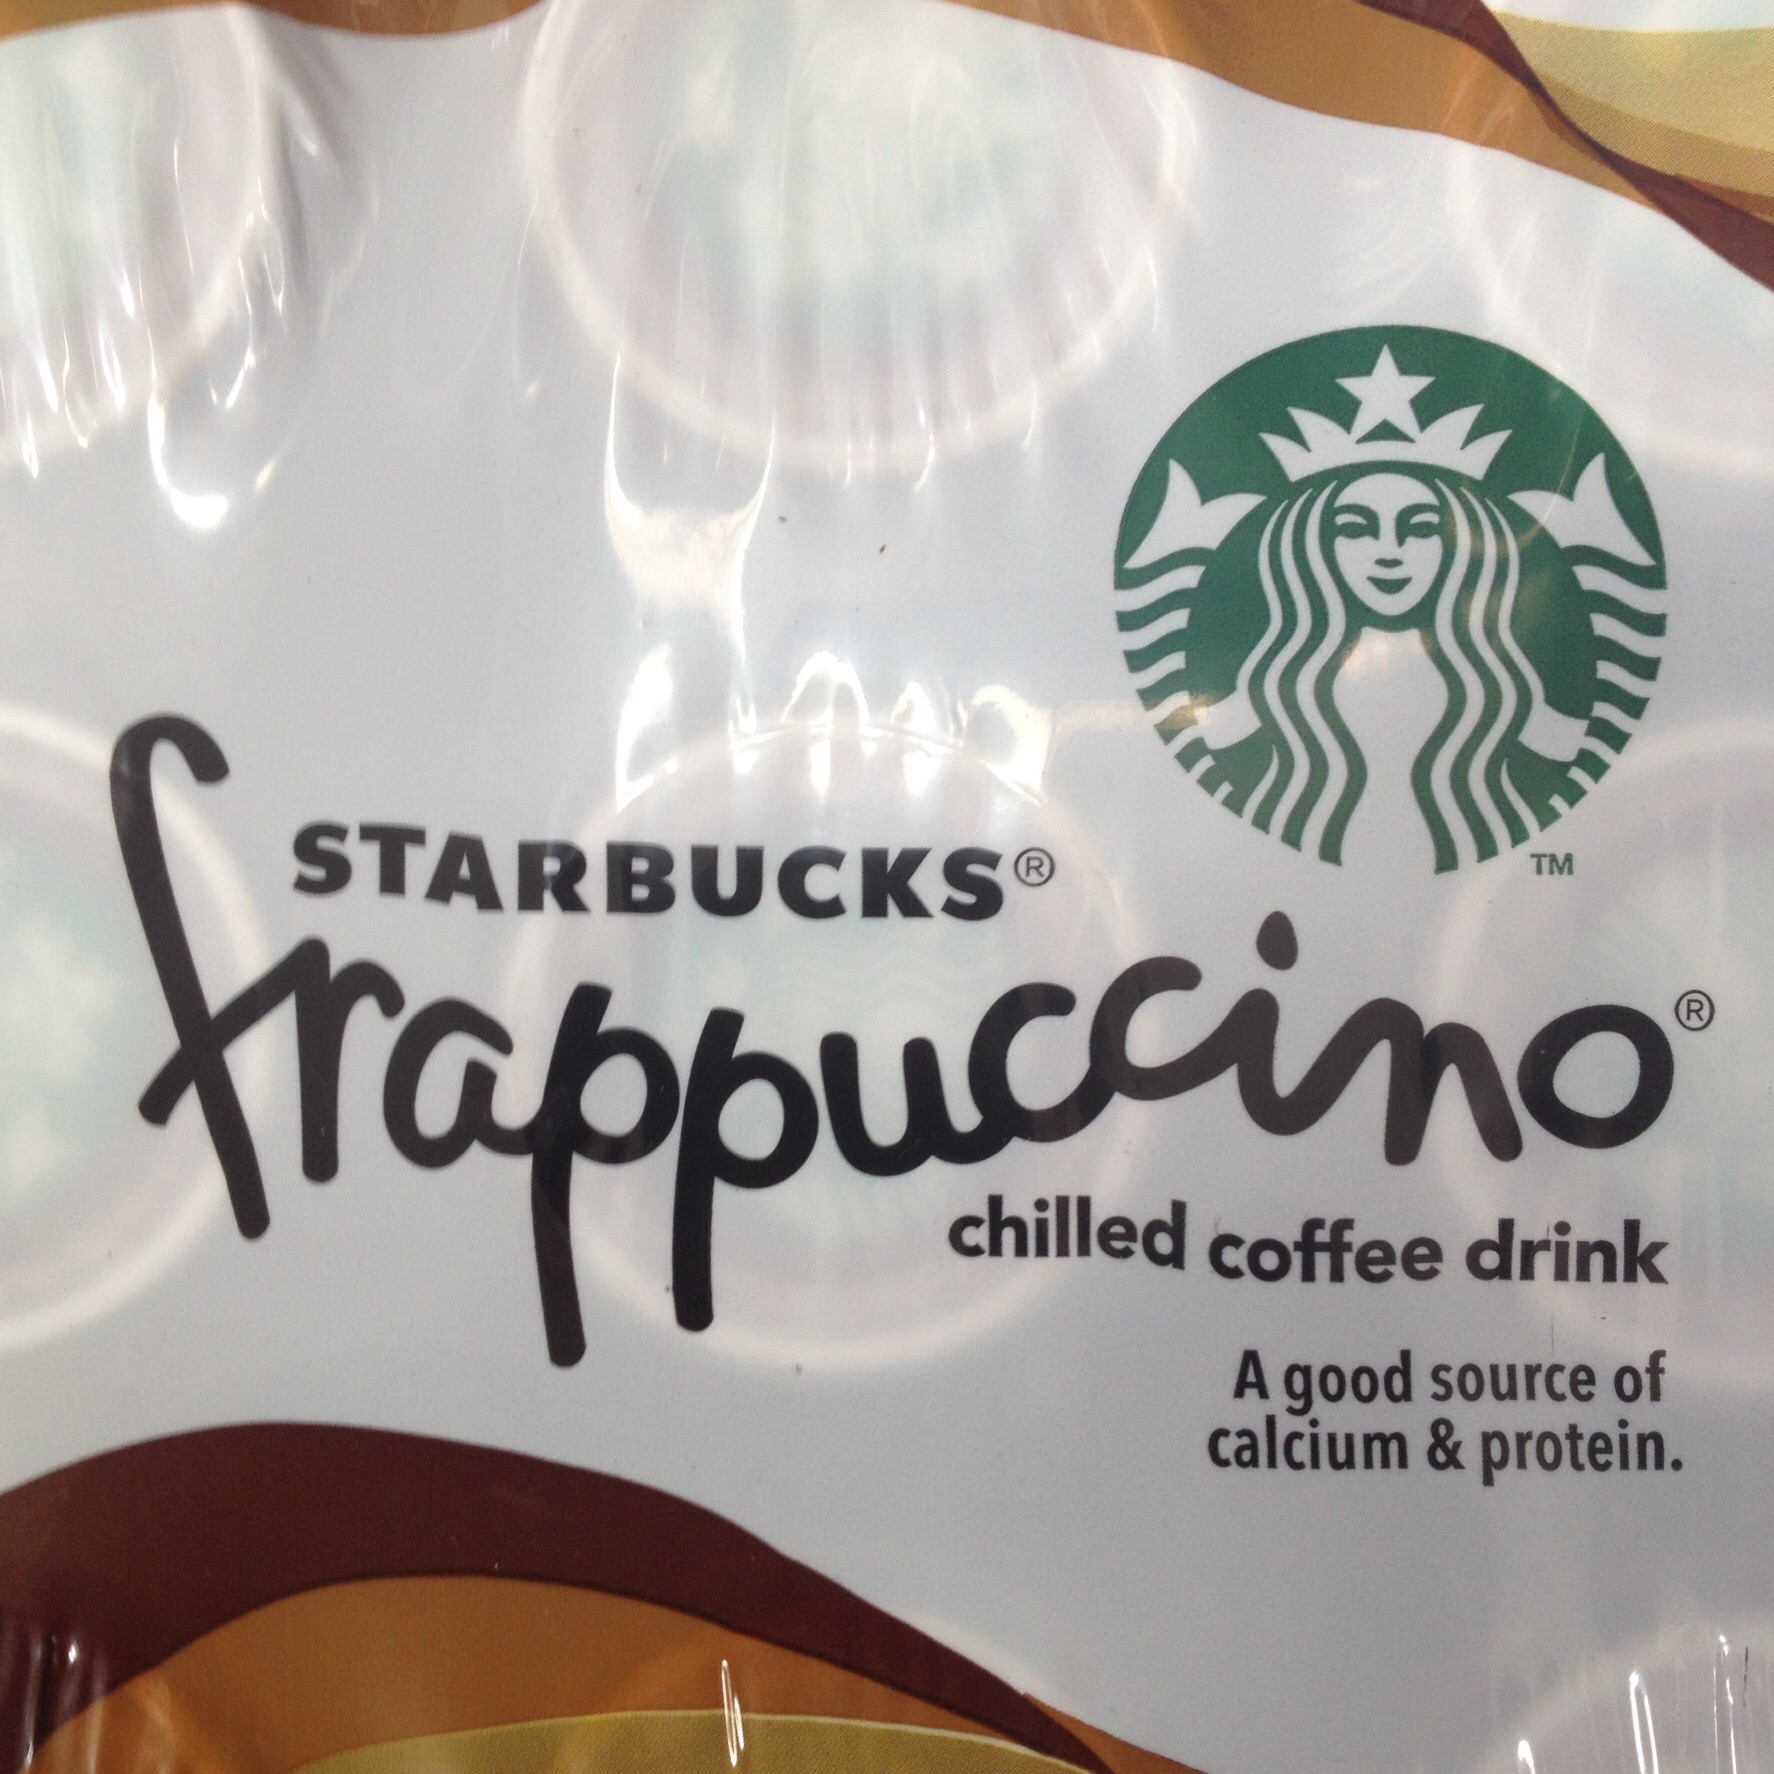 STARBUCKS®
frappuccino®
chilled coffee drink
A good source of
calcium & protein.
TM